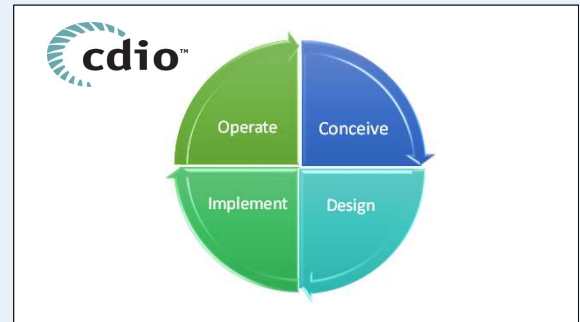 cdio™
Operate
Conceive
Implement
Design